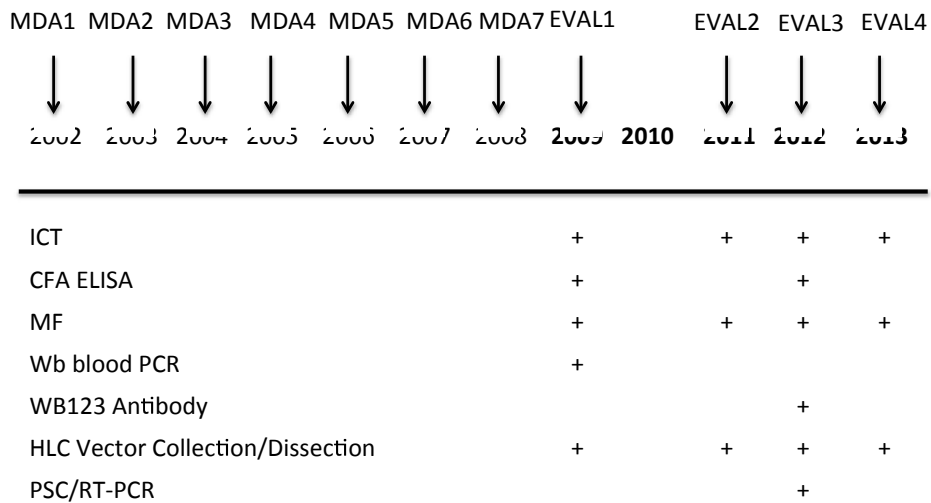 MDA1 MDA2 MDA3 MDA4 MDA5 MDA6 MDA7 EVAL1 EVAL2 EVAL3 EVAL4
2002 2003 2004 2005 2006 2007 2008 2009 2010 2011 2012 2013
ICT + + + +
CFA ELISA + +
MF + + + +
Wb blood PCR +
WB123 Antibody +
HLC Vector Collection/Dissection + + + +
PSC/RT-PCR +